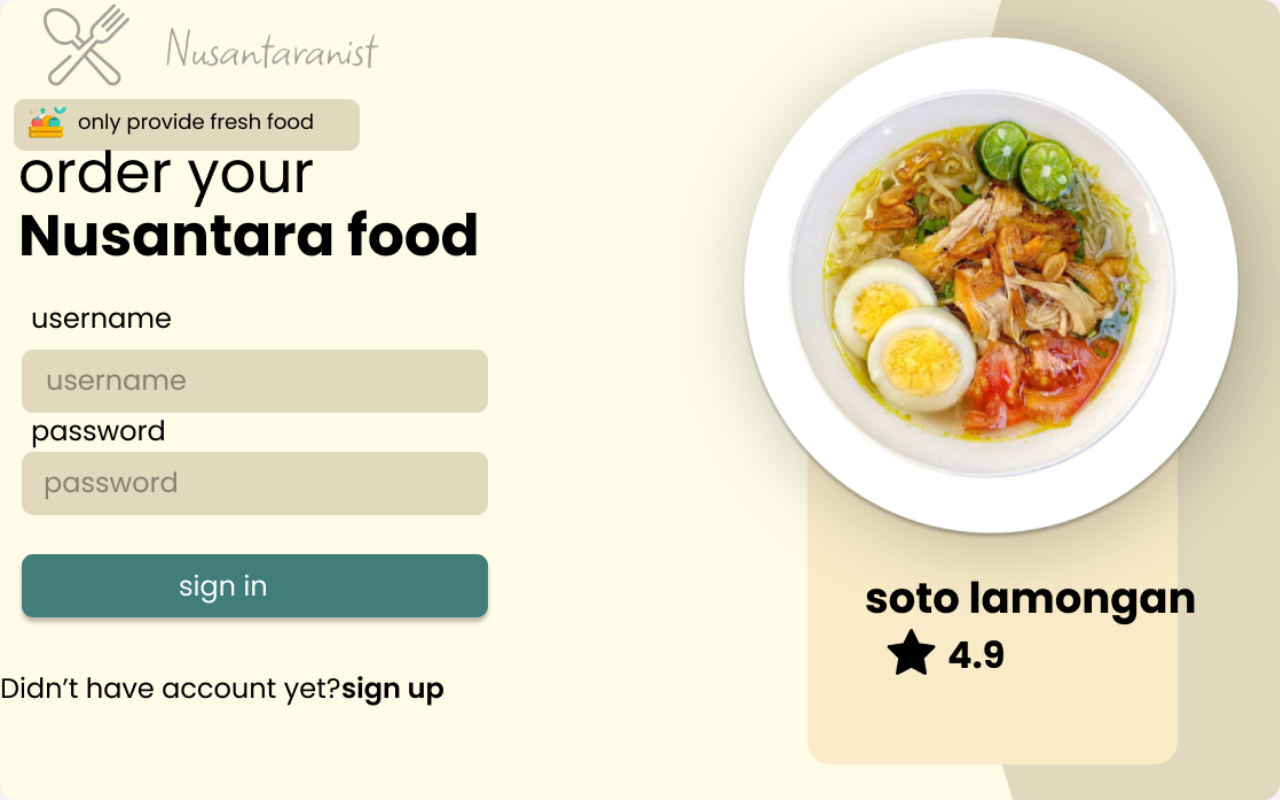 Nusantaranist
only provide fresh food
order your
Nusantara food
username
username
password
password
sign in
Didn’t have account yet?sign up
soto lamongan
4.9